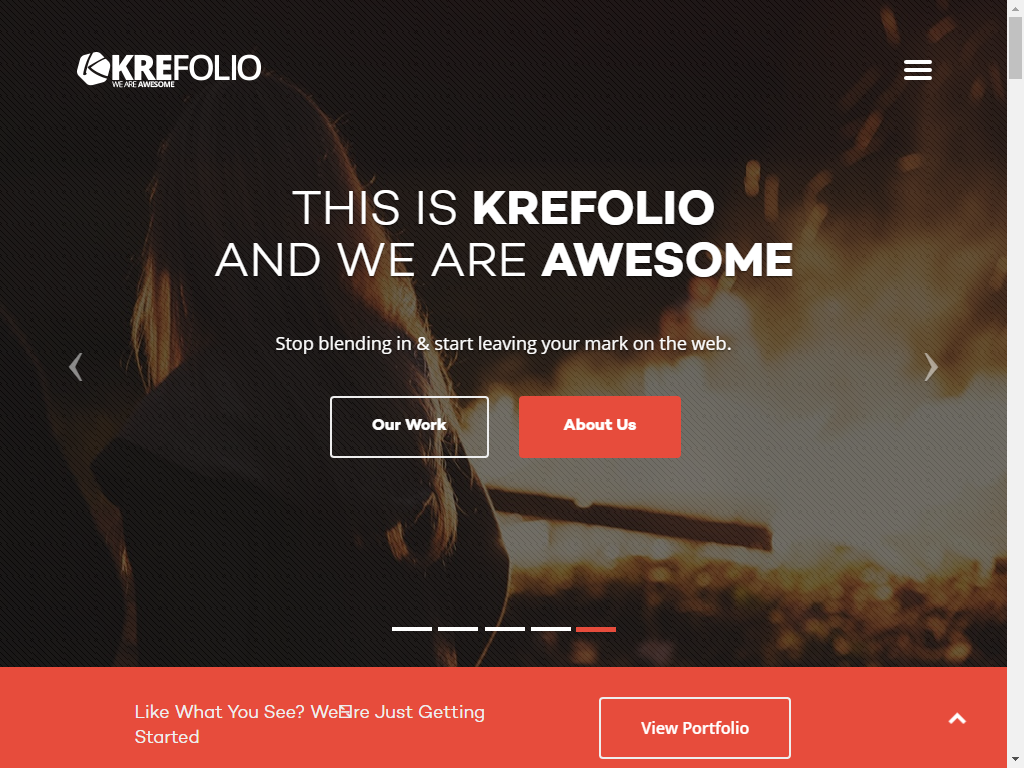 KREFOLIO
WE ARE AWESOME
THIS IS KREFOLIO
AND WE ARE AWESOME
Stop blending in & start leaving your mark on the web.
Our Work
About Us
Like What You See? We're Just Getting
Started
View Portfolio